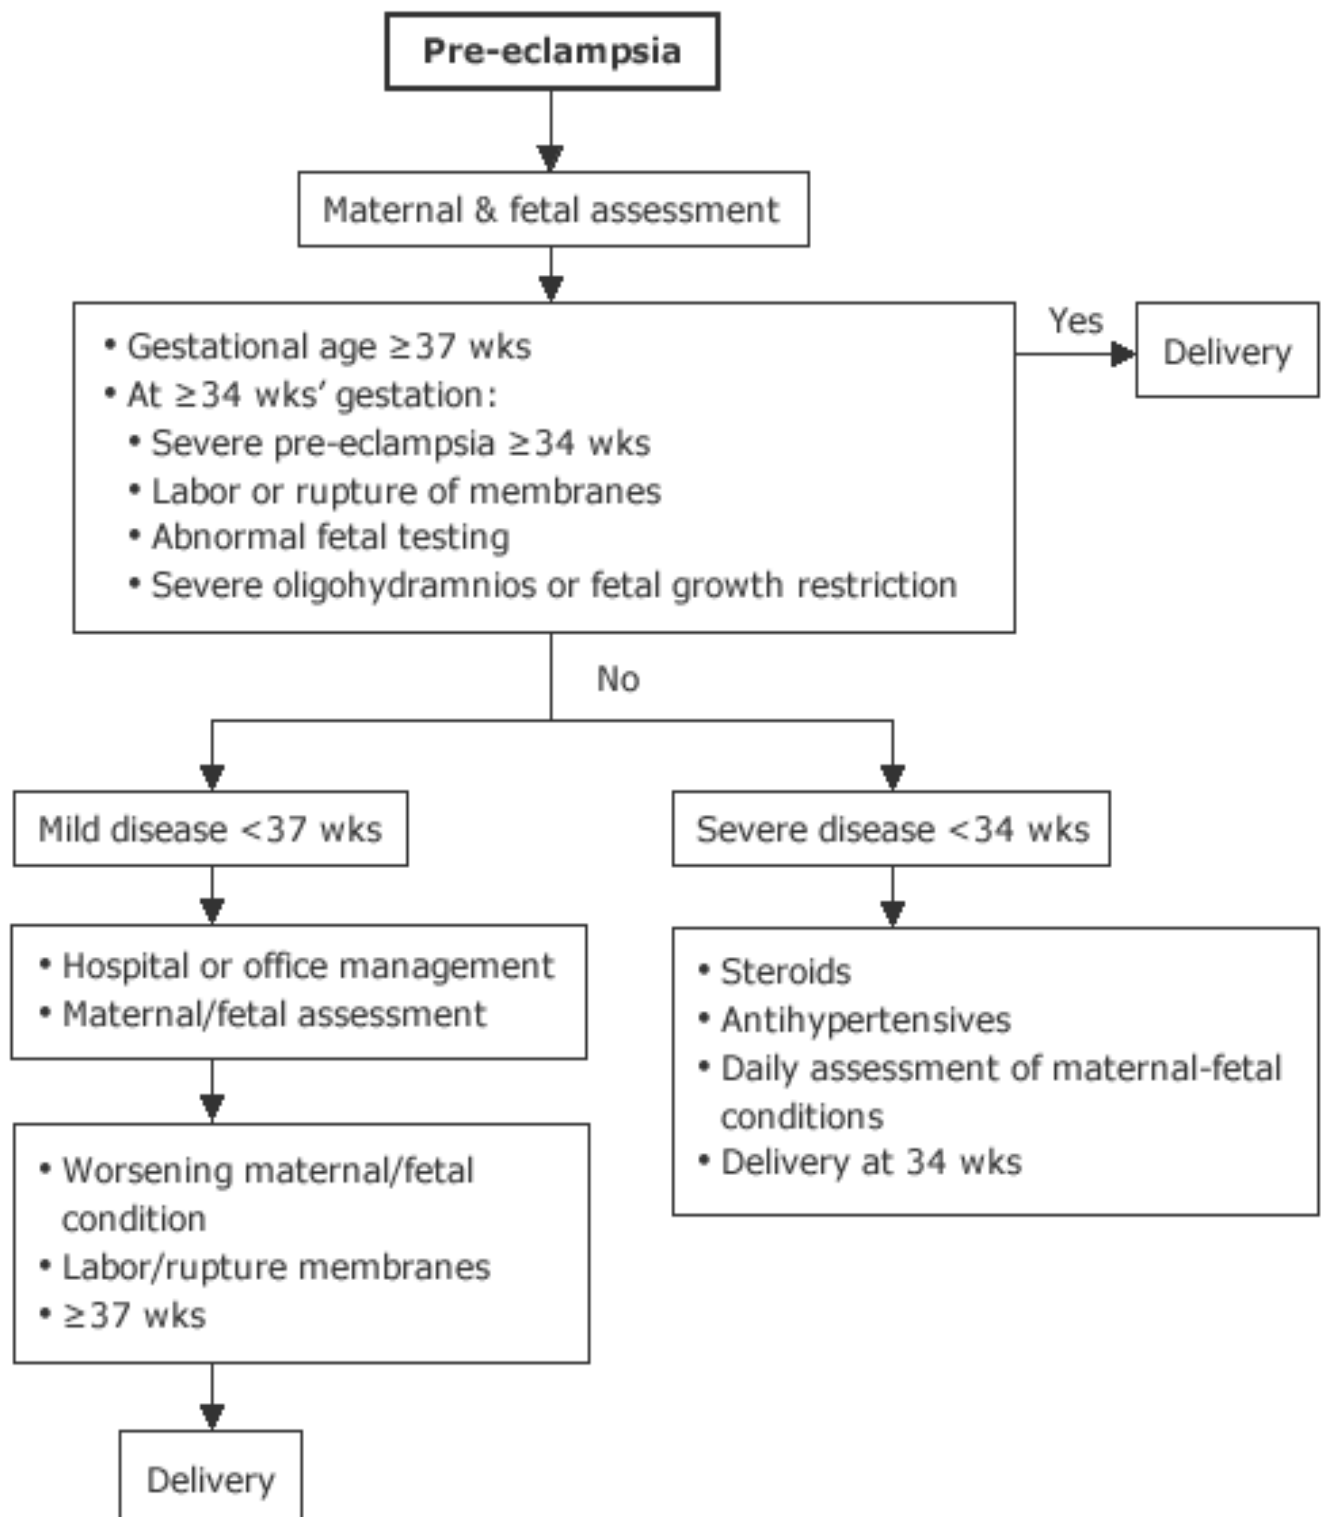 Pre-eclampsia
Maternal & fetal assessment
• Gestational age ≥37 wks
• At ≥34 wks’ gestation:
• Severe pre-eclampsia ≥34 wks
• Labor or rupture of membranes
• Abnormal fetal testing
• Severe oligohydramnios or fetal growth restriction
Yes
Delivery
No
Mild disease <37 wks
• Hospital or office management
• Maternal/fetal assessment
• Worsening maternal/fetal
condition
• Labor/rupture membranes
• ≥37 wks
Delivery
Severe disease <34 wks
• Steroids
• Antihypertensives
• Daily assessment of maternal-fetal
conditions
• Delivery at 34 wks